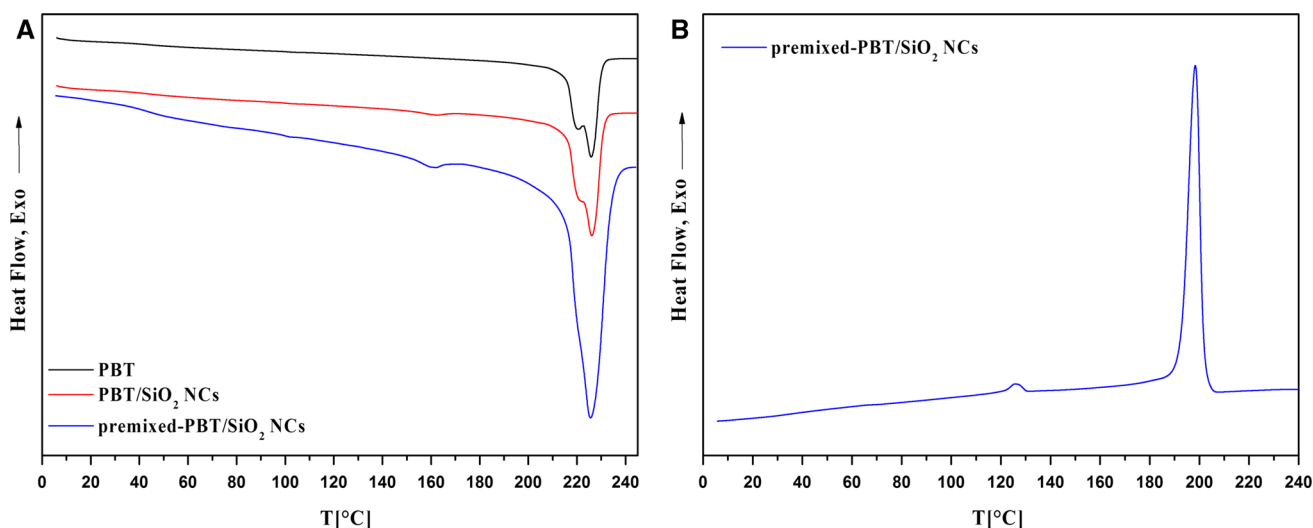 A
Heat Flow, Exo
PBT
PBT/SiO₂ NCs
premixed-PBT/SiO₂ NCs
0 20 40 60 80 100 120 140 160 180 200 220 240
T[°C]
B
Heat Flow, Exo
premixed-PBT/SiO₂ NCs
0 20 40 60 80 100 120 140 160 180 200 220 240
T[°C]